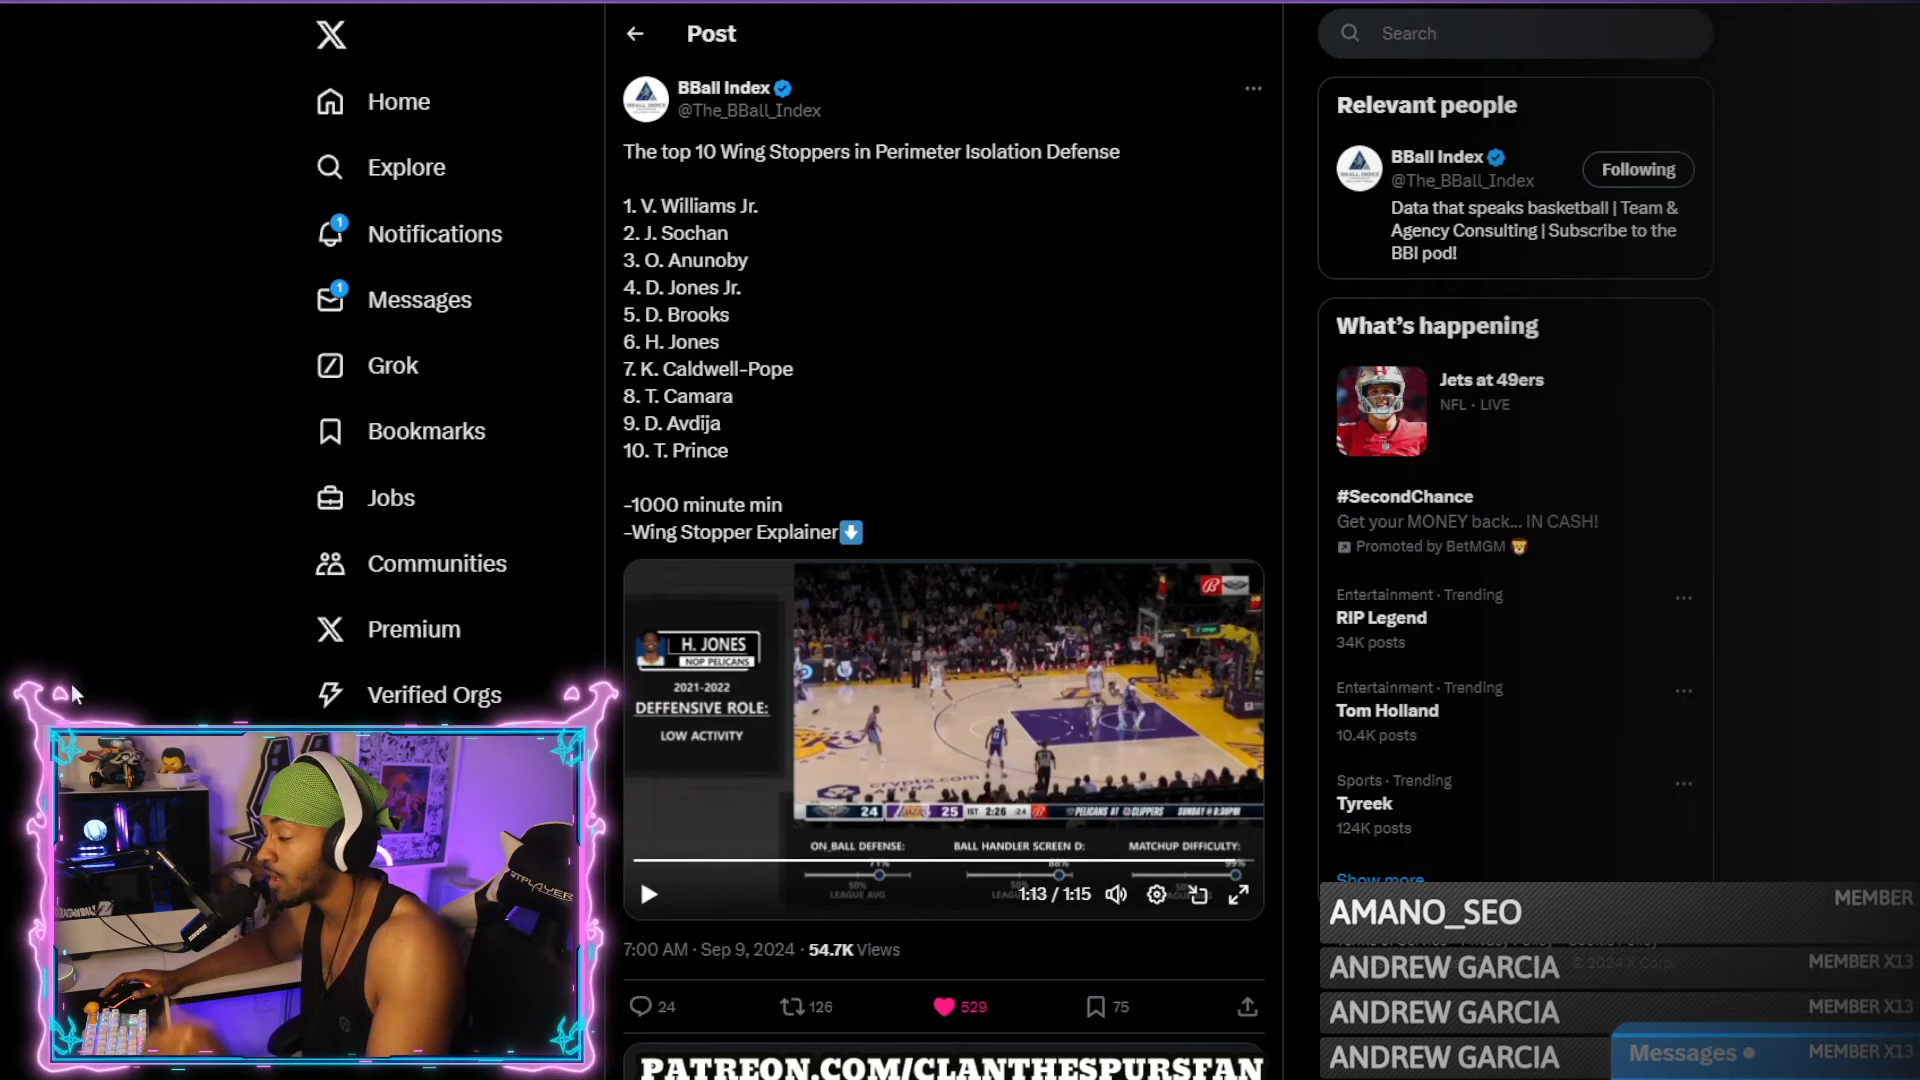 Post
Search
Home
Explore
1
Notifications
1
Messages
Grok
Bookmarks
Jobs
Communities
Premium
Verified Orgs
BBall Index
@The_BBall_Index
The top 10 Wing Stoppers in Perimeter Isolation Defense
1. V. Williams Jr.
2. J. Sochan
3. O. Anunoby
4. D. Jones Jr.
5. D. Brooks
6. H. Jones
7. K. Caldwell-Pope
8. T. Camara
9. D. Avdija
10. T. Prince
-1000 minute min
-Wing Stopper Explainer
H. JONES
NOP PELICANS
2021-2022
DEFFENSIVE ROLE:
LOW ACTIVITY
crypto.com
24
25
1ST 2:26 :24
PELICANS AT CLIPPERS SUNDAY @ 8:30PM
ON_BALL DEFENSE:
BALL HANDLER SCREEN D:
MATCHUP DIFFICULTY:
71%
88%
99%
50%
LEAGUE AVG
1:13 / 1:15
7:00 AM · Sep 9, 2024 · 54.7K Views
24
126
529
75
PATREON.COM/CLANTHESPURSFAN
Relevant people
BBall Index
@The_BBall_Index
Following
Data that speaks basketball | Team &
Agency Consulting | Subscribe to the
BBI pod!
What's happening
Jets at 49ers
NFL · LIVE
#SecondChance
Get your MONEY back... IN CASH!
Promoted by BetMGM
Entertainment · Trending
RIP Legend
34K posts
Entertainment · Trending
Tom Holland
10.4K posts
Sports · Trending
Tyreek
124K posts
Show more
© 2024 X Corp.
AMANO_SEO
MEMBER
ANDREW GARCIA
MEMBER X13
ANDREW GARCIA
MEMBER X13
ANDREW GARCIA
MEMBER X13
Messages